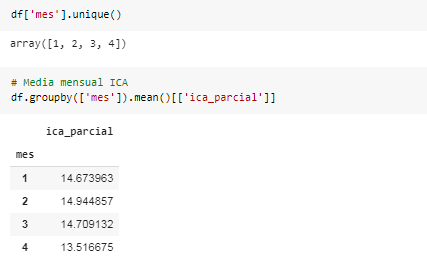 df['mes'].unique()
array([1, 2, 3, 4])
# Media mensual ICA
df.groupby(['mes']).mean()[['ica_parcial']]
ica_parcial
mes
1 14.673963
2 14.944857
3 14.709132
4 13.516675